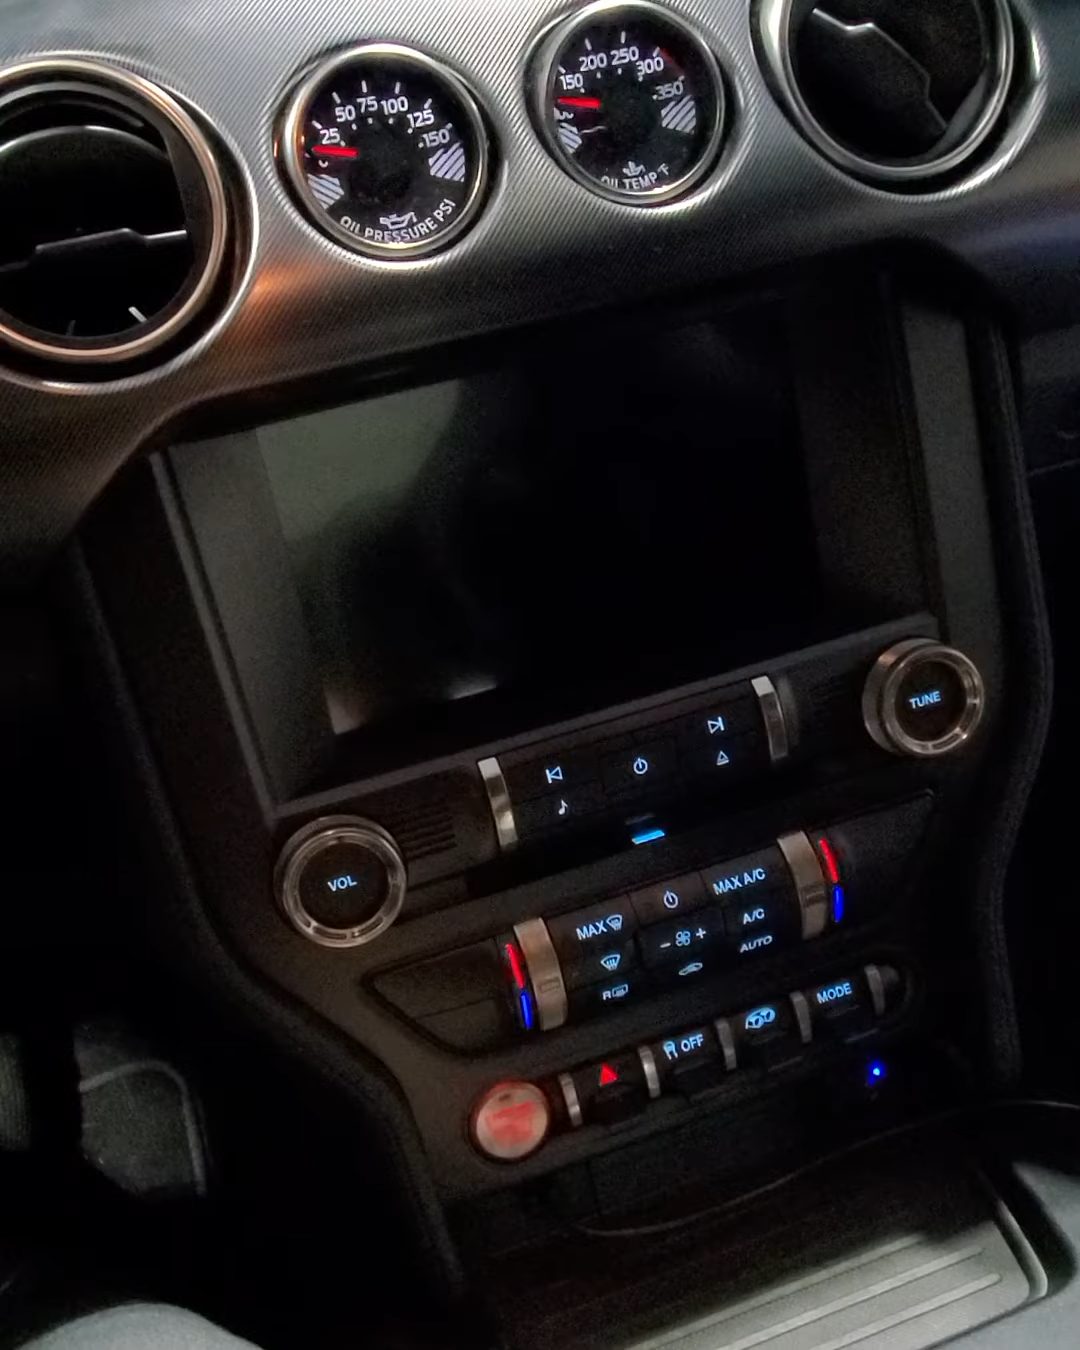 25 50 75 100 125 150
OIL PRESSURE PSI
150 200 250 300 350
OIL TEMP °F
TUNE
VOL
MAX
MAX A/C
- +
A/C
AUTO
R
OFF
MODE